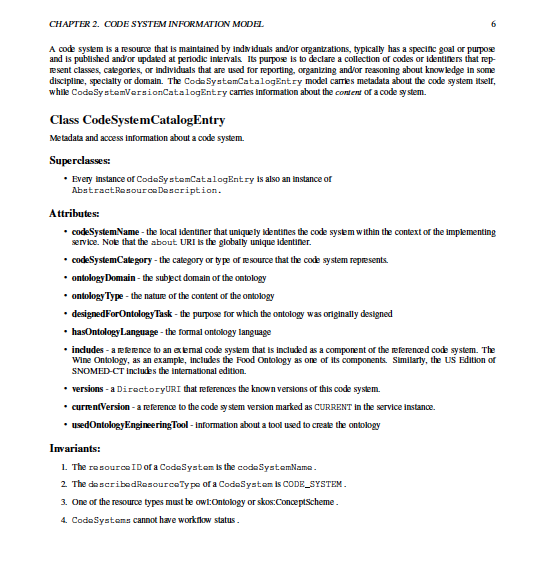 CHAPTER 2. CODE SYSTEM INFORMATION MODEL 6
A code system is a resource that is maintained by individuals and/or organizations, typically has a specific goal or purpose
and is published and/or updated at periodic intervals. Its purpose is to declare a collection of codes or identifiers that rep-
resent classes, categories, or individuals that are used for reporting, organizing and/or reasoning about knowledge in some
discipline, specialty or domain. The CodeSystemCatalogEntry model carries metadata about the code system itself,
while CodeSystemVersionCatalogEntry carries information about the content of a code system.
Class CodeSystemCatalogEntry
Metadata and access information about a code system.
Superclasses:
• Every instance of CodeSystemCatalogEntry is also an instance of
AbstractResourceDescription.
Attributes:
• codeSystemName - the local identifier that uniquely identifies the code system within the context of the implementing
service. Note that the about URI is the globally unique identifier.
• codeSystemCategory - the category or type of resource that the code system represents.
• ontologyDomain - the subject domain of the ontology
• ontologyType - the nature of the content of the ontology
• designedForOntologyTask - the purpose for which the ontology was originally designed
• hasOntologyLanguage - the formal ontology language
• includes - a reference to an external code system that is included as a component of the referenced code system. The
Wine Ontology, as an example, includes the Food Ontology as one of its components. Similarly, the US Edition of
SNOMED-CT includes the international edition.
• versions - a DirectoryURI that references the known versions of this code system.
• currentVersion - a reference to the code system version marked as CURRENT in the service instance.
• usedOntologyEngineeringTool - information about a tool used to create the ontology
Invariants:
1. The resourceID of a CodeSystem is the codeSystemName.
2. The describedResourceType of a CodeSystem is CODE_SYSTEM.
3. One of the resource types must be owl:Ontology or skos:ConceptScheme.
4. CodeSystems cannot have workflow status.